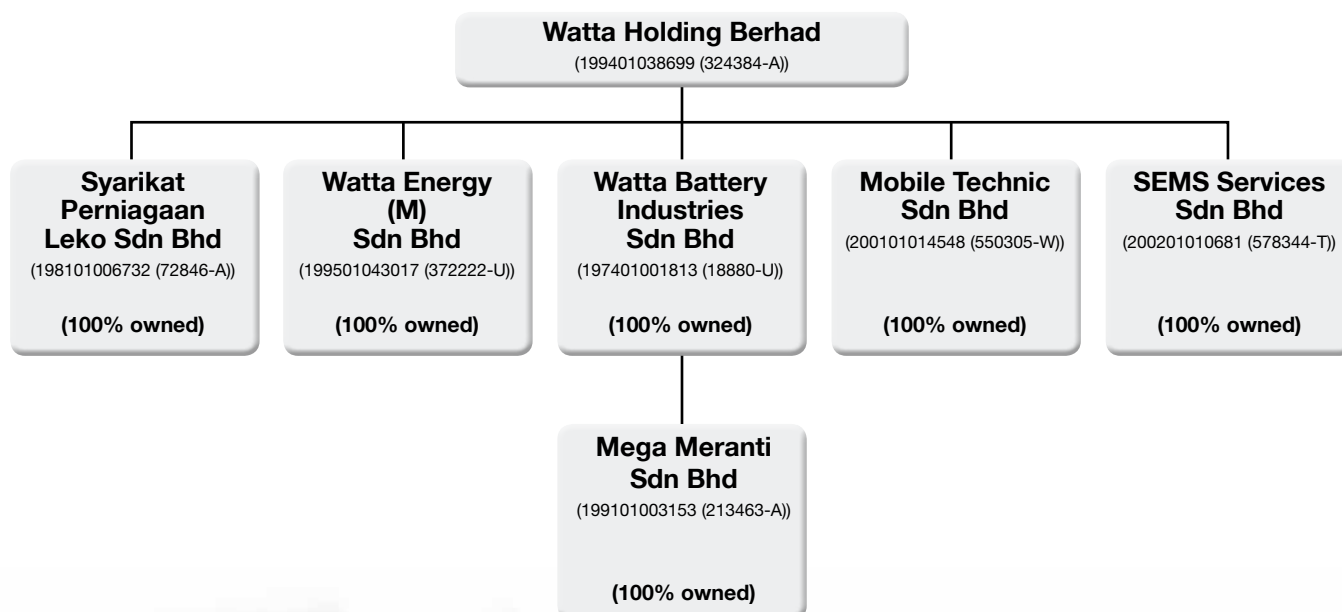 Watta Holding Berhad
(199401038699 (324384-A))
Syarikat
Perniagaan
Leko Sdn Bhd
(198101006732 (72846-A))
(100% owned)
Watta Energy
(M)
Sdn Bhd
(199501043017 (372222-U))
(100% owned)
Watta Battery
Industries
Sdn Bhd
(197401001813 (18880-U))
(100% owned)
Mobile Technic
Sdn Bhd
(200101014548 (550305-W))
(100% owned)
SEMS Services
Sdn Bhd
(200201010681 (578344-T))
(100% owned)
Mega Meranti
Sdn Bhd
(199101003153 (213463-A))
(100% owned)